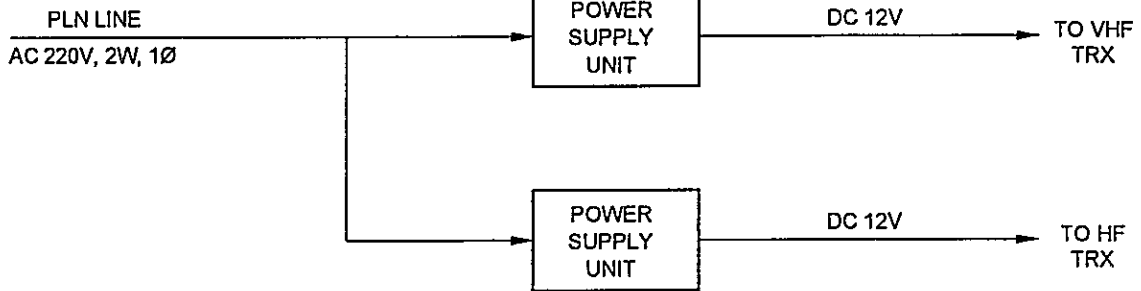 PLN LINE
AC 220V, 2W, 1Ø
POWER
SUPPLY
UNIT
DC 12V
TO VHF
TRX
POWER
SUPPLY
UNIT
DC 12V
TO HF
TRX